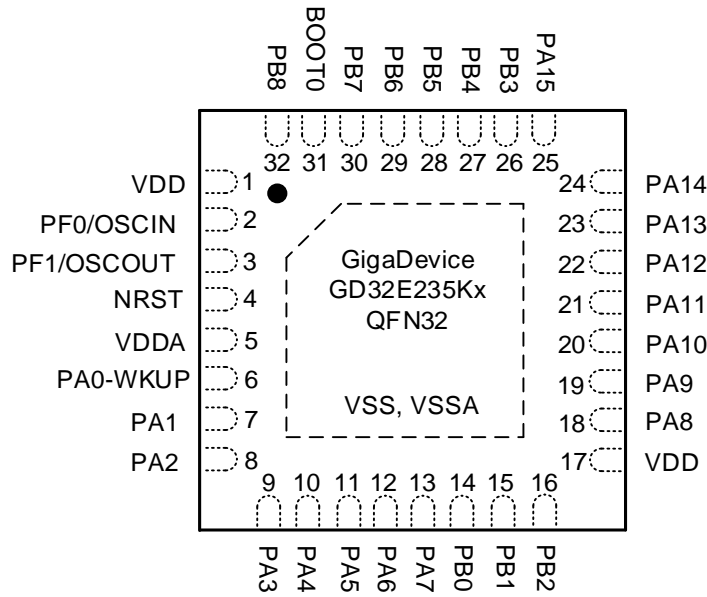 PB8
BOOT0
PB7
PB6
PB5
PB4
PB3
PA15
32
31
30
29
28
27
26
25
VDD
1
PF0/OSCIN
2
PF1/OSCOUT
3
NRST
4
VDDA
5
PA0-WKUP
6
PA1
7
PA2
8
GigaDevice
GD32E235Kx
QFN32
VSS, VSSA
24
PA14
23
PA13
22
PA12
21
PA11
20
PA10
19
PA9
18
PA8
17
VDD
9
10
11
12
13
14
15
16
PA3
PA4
PA5
PA6
PA7
PB0
PB1
PB2